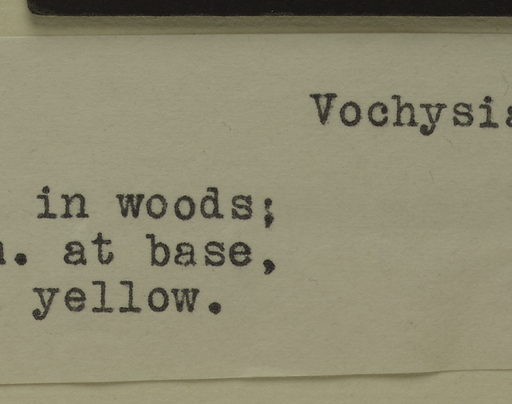 Vochysia
in woods;
. at base,
yellow.